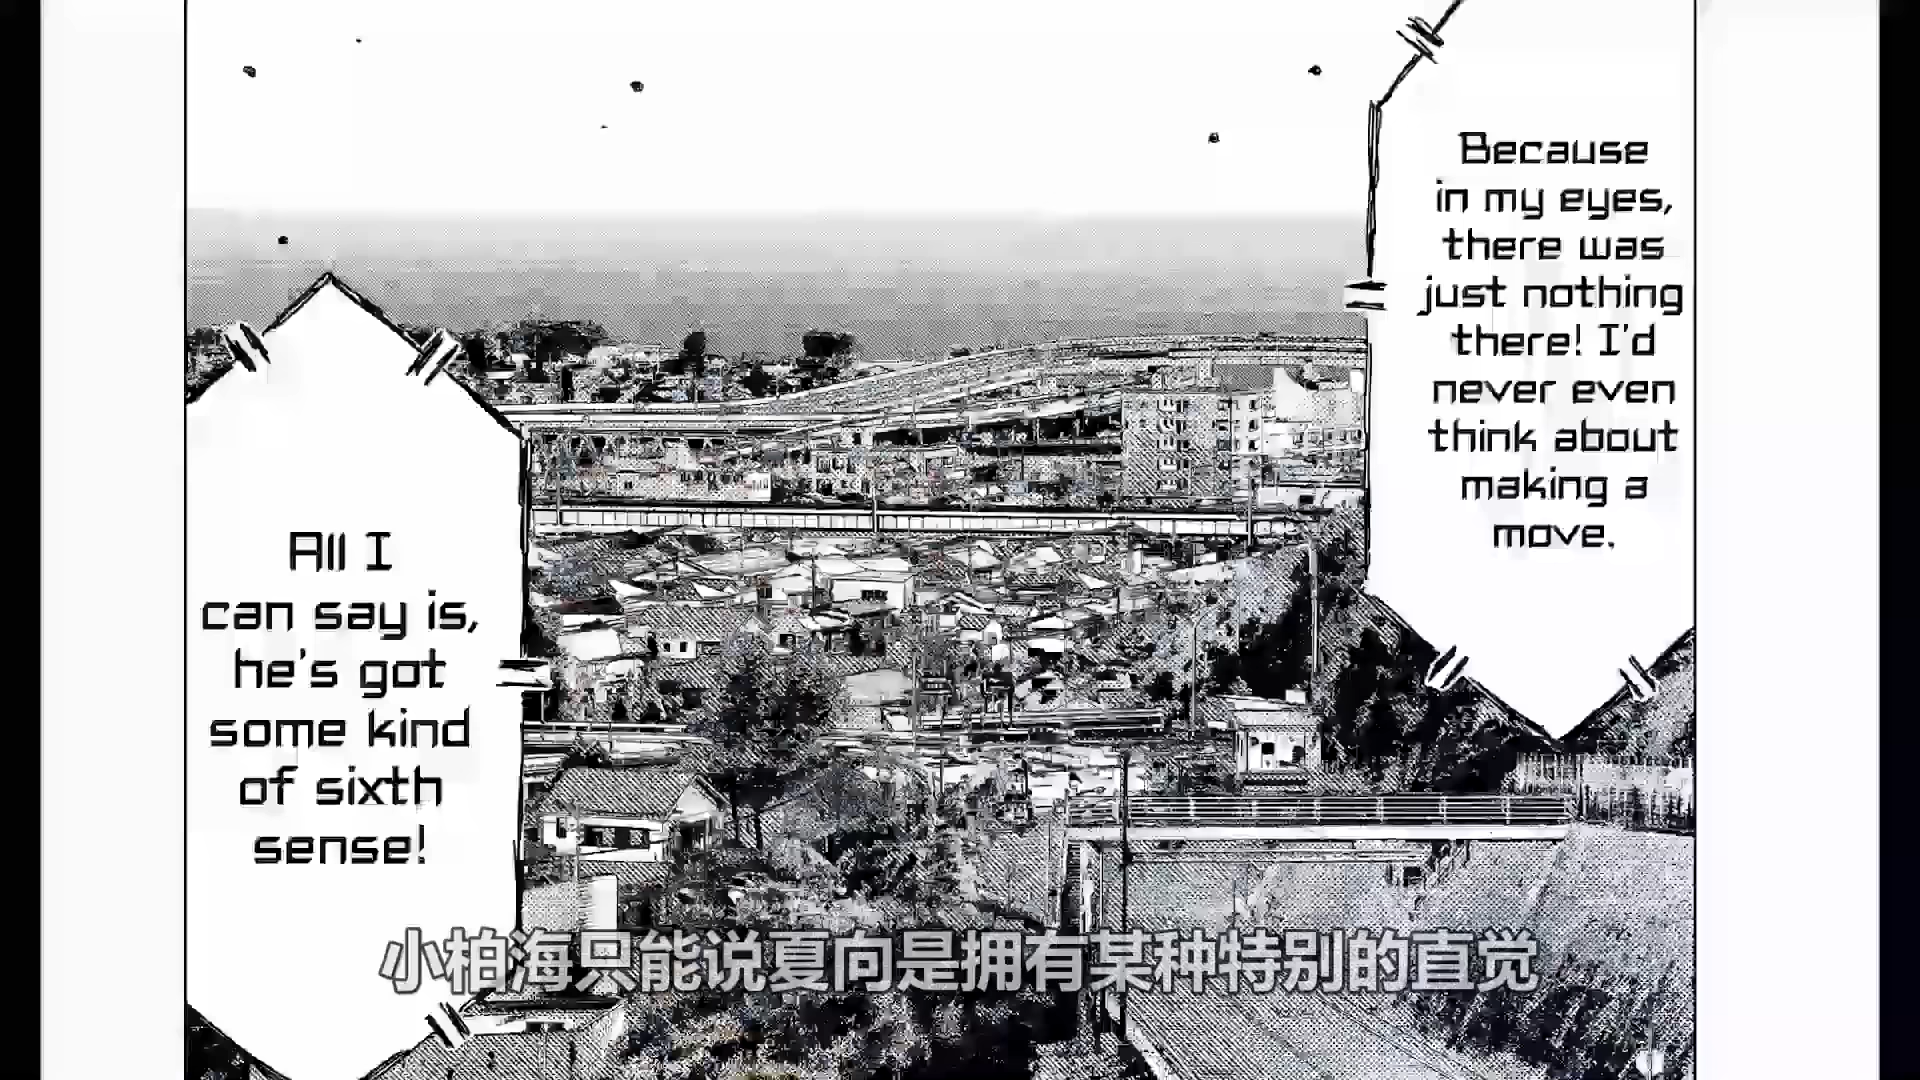 Because
in my eyes,
there was
just nothing
there! I'd
never even
think about
making a
move.
All I
can say is,
he's got
some kind
of sixth
sense!
小柏海只能说夏向是拥有某种特别的直觉